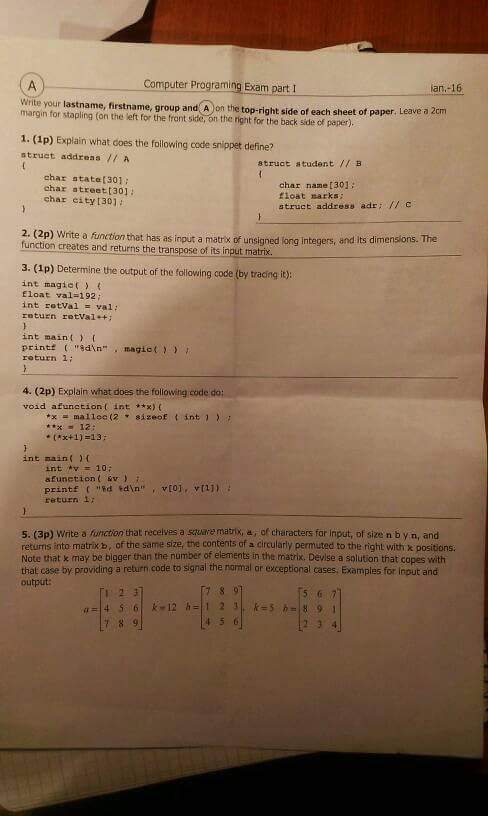 A
Computer Programing Exam part I
ian.-16
Write your lastname, firstname, group and A on the top-right side of each sheet of paper. Leave a 2cm
margin for stapling (on the left for the front side, on the right for the back side of paper).
1. (1p) Explain what does the following code snippet define?
struct address // A
{
char state[30];
char street[30];
char city[30];
}
struct student // B
{
char name[30];
float marks;
struct address adr; // C
}
2. (2p) Write a function that has as input a matrix of unsigned long integers, and its dimensions. The
function creates and returns the transpose of its input matrix.
3. (1p) Determine the output of the following code (by tracing it):
int magic( ) {
float val=192;
int retVal = val;
return retVal++;
}
int main( ) {
printf ( "%d\n" , magic( ) ) ;
return 1;
}
4. (2p) Explain what does the following code do:
void afunction( int **x){
*x = malloc(2 * sizeof ( int ) ) ;
**x = 12;
*(*x+1)=13;
}
int main( ){
int *v = 10;
afunction( &v ) ;
printf ( "%d %d\n" , v[0], v[1]) ;
return 1;
}
5. (3p) Write a function that receives a square matrix, a, of characters for input, of size n by n, and
returns into matrix b, of the same size, the contents of a circularly permuted to the right with k positions.
Note that k may be bigger than the number of elements in the matrix. Devise a solution that copes with
that case by providing a return code to signal the normal or exceptional cases. Examples for input and
output:
1 2 3 7 8 9 5 6 7
a = 4 5 6 k = 12 b = 1 2 3 , k = 5 b = 8 9 1
7 8 9 4 5 6 2 3 4